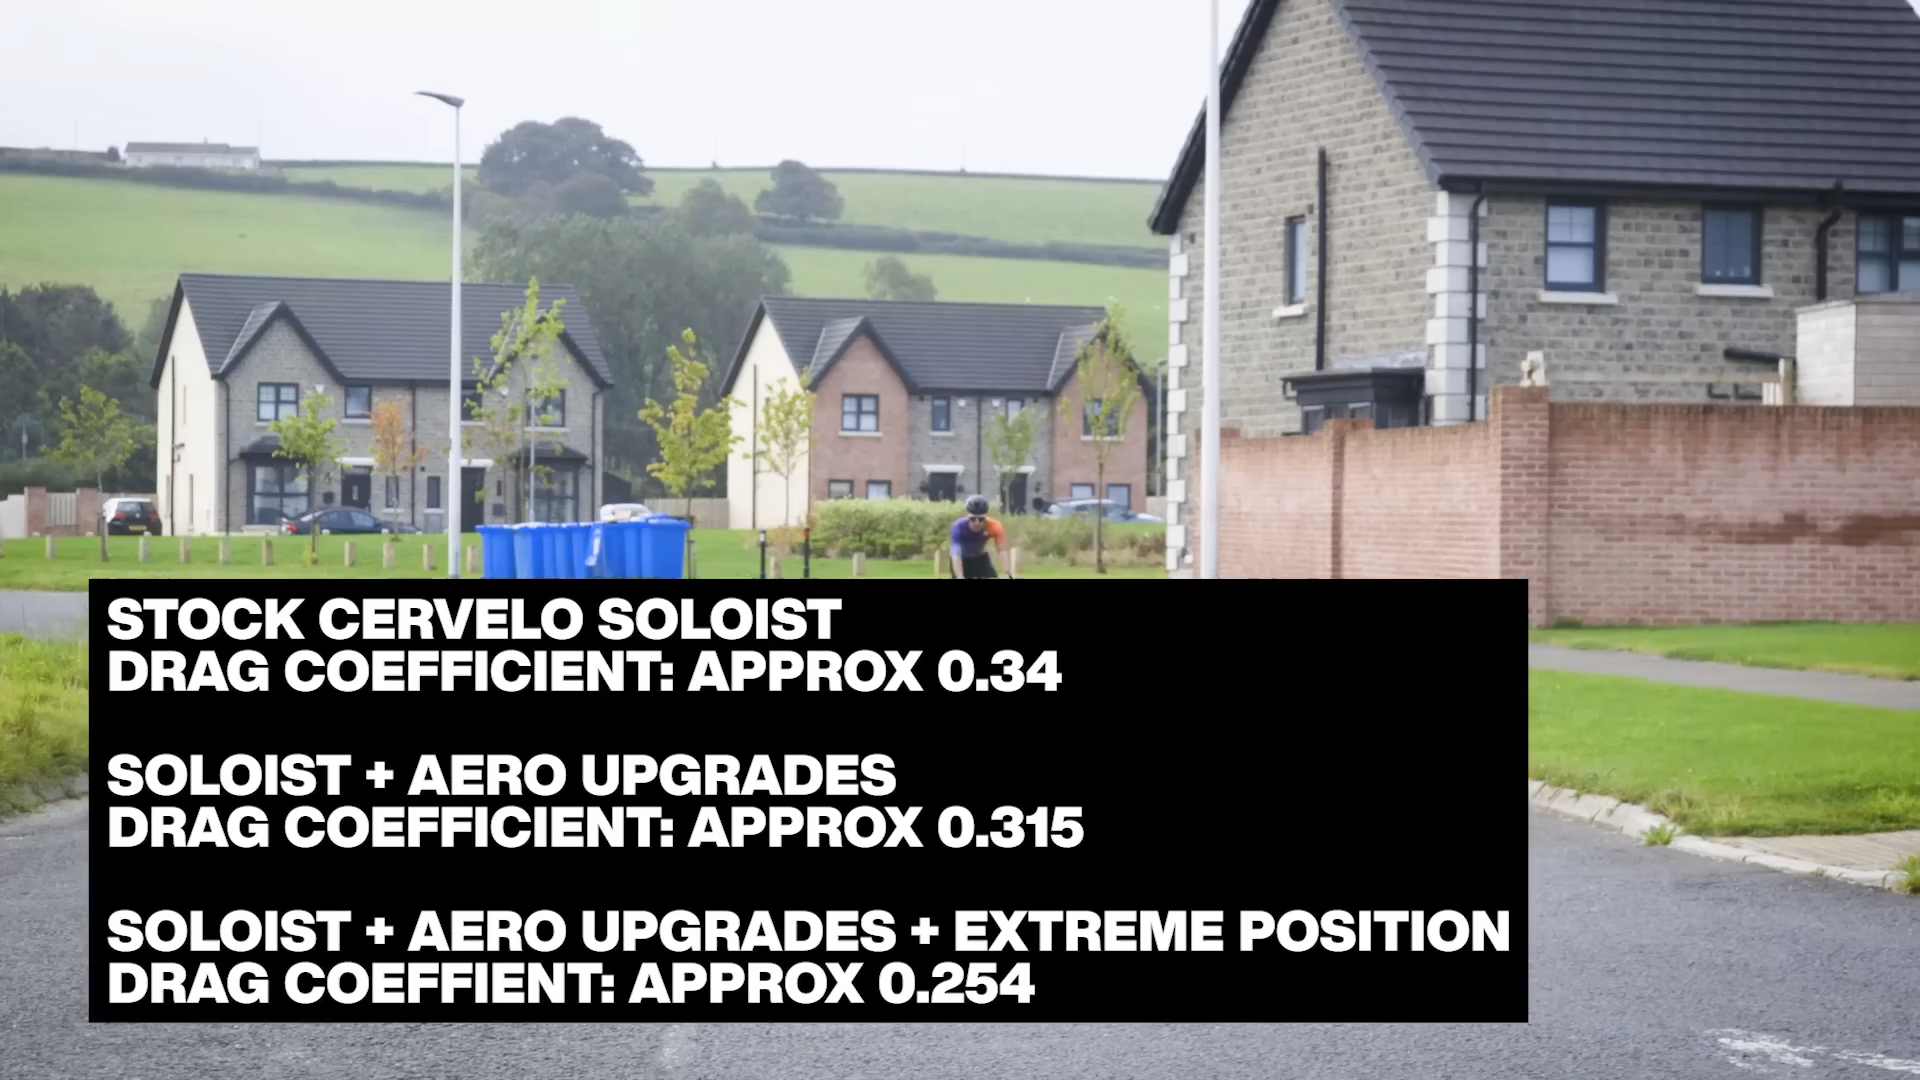 STOCK CERVELO SOLOIST
DRAG COEFFICIENT: APPROX 0.34
SOLOIST + AERO UPGRADES
DRAG COEFFICIENT: APPROX 0.315
SOLOIST + AERO UPGRADES + EXTREME POSITION
DRAG COEFFIENT: APPROX 0.254